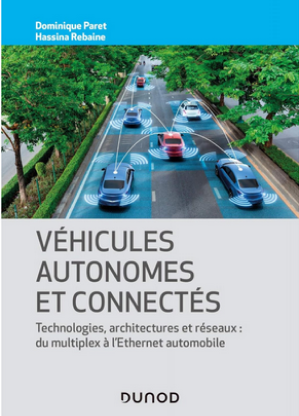 Dominique Paret
Hassina Rebaine
VÉHICULES
AUTONOMES
ET CONNECTÉS
Technologies, architectures et réseaux :
du multiplex à l'Ethernet automobile
DUNOD